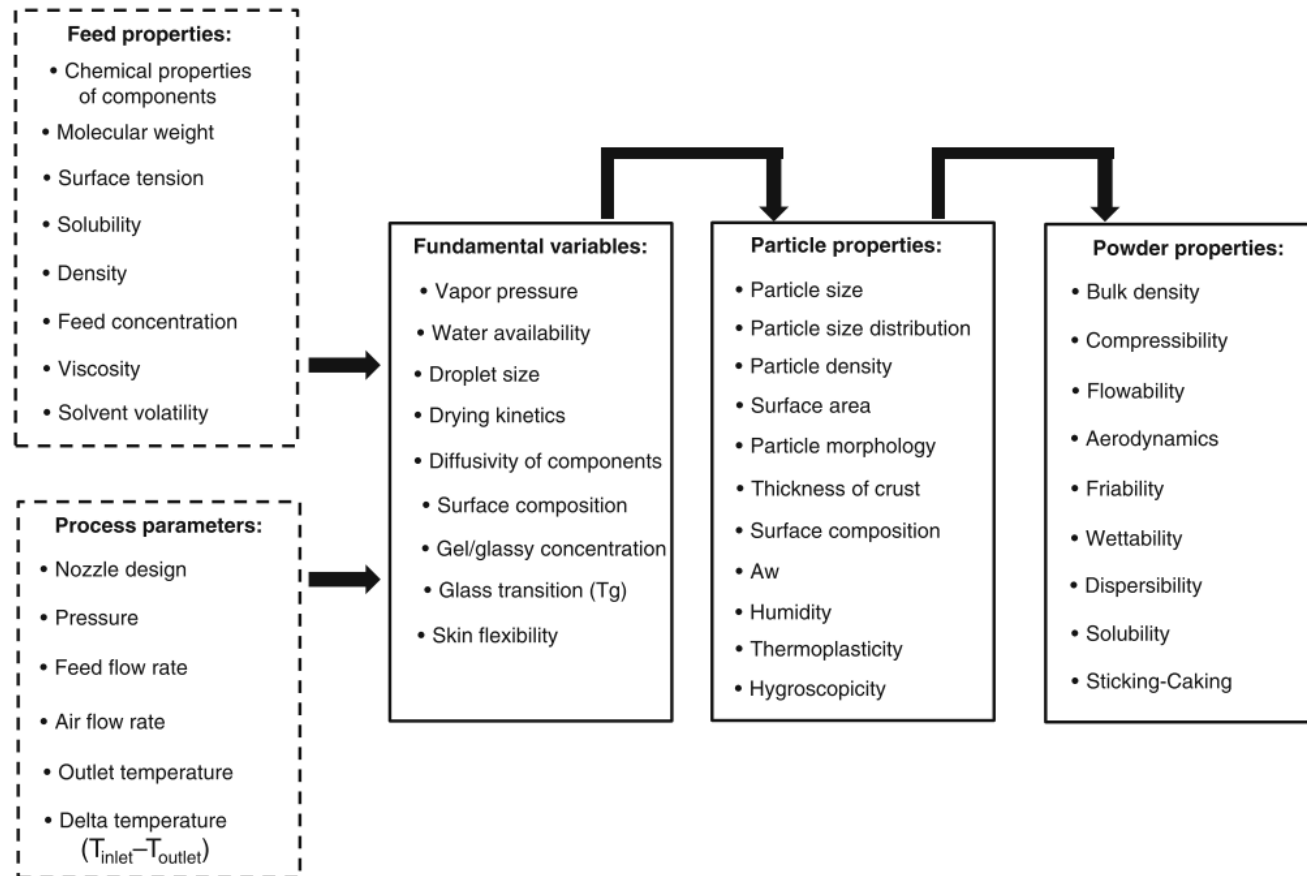 Feed properties:
• Chemical properties
of components
• Molecular weight
• Surface tension
• Solubility
• Density
• Feed concentration
• Viscosity
• Solvent volatility
Process parameters:
• Nozzle design
• Pressure
• Feed flow rate
• Air flow rate
• Outlet temperature
• Delta temperature
(Tinlet–Toutlet)
Fundamental variables:
• Vapor pressure
• Water availability
• Droplet size
• Drying kinetics
• Diffusivity of components
• Surface composition
• Gel/glassy concentration
• Glass transition (Tg)
• Skin flexibility
Particle properties:
• Particle size
• Particle size distribution
• Particle density
• Surface area
• Particle morphology
• Thickness of crust
• Surface composition
• Aw
• Humidity
• Thermoplasticity
• Hygroscopicity
Powder properties:
• Bulk density
• Compressibility
• Flowability
• Aerodynamics
• Friability
• Wettability
• Dispersibility
• Solubility
• Sticking-Caking